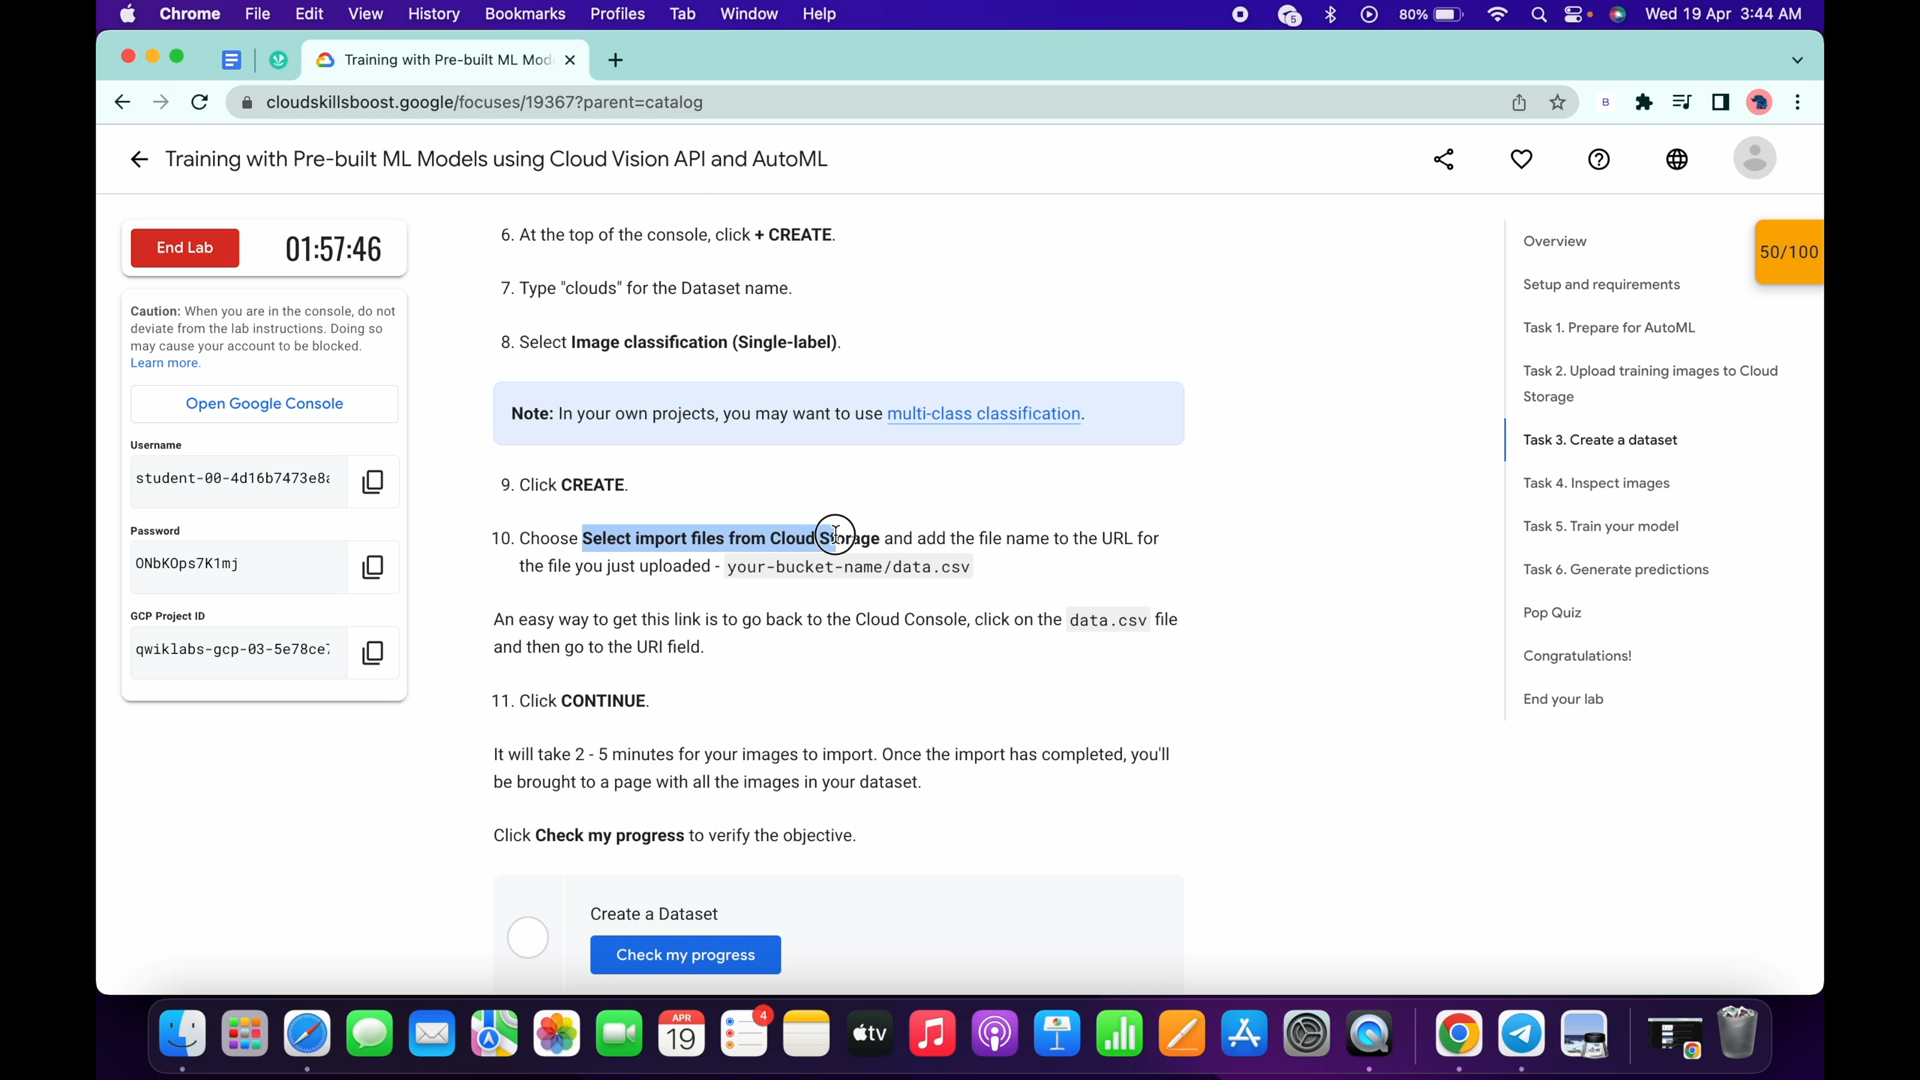 Chrome File Edit View History Bookmarks Profiles Tab Window Help 5 80% Wed 19 Apr 3:44 AM
Training with Pre-built ML Mod
cloudskillsboost.google/focuses/19367?parent=catalog B
Training with Pre-built ML Models using Cloud Vision API and AutoML
End Lab 01:57:46
Caution: When you are in the console, do not
deviate from the lab instructions. Doing so
may cause your account to be blocked.
Learn more.
Open Google Console
Username
student-00-4d16b7473e8
Password
GCP Project ID
qwiklabs-gcp-03-5e78ce
6. At the top of the console, click + CREATE.
7. Type "clouds" for the Dataset name.
8. Select Image classification (Single-label).
Note: In your own projects, you may want to use multi-class classification.
9. Click CREATE.
10. Choose Select import files from Cloud Storage and add the file name to the URL for
the file you just uploaded - your-bucket-name/data.csv
An easy way to get this link is to go back to the Cloud Console, click on the data.csv file
and then go to the URI field.
11. Click CONTINUE.
It will take 2 - 5 minutes for your images to import. Once the import has completed, you'll
be brought to a page with all the images in your dataset.
Click Check my progress to verify the objective.
Create a Dataset
Check my progress
Overview
Setup and requirements
Task 1. Prepare for AutoML
Task 2. Upload training images to Cloud
Storage
Task 3. Create a dataset
Task 4. Inspect images
Task 5. Train your model
Task 6. Generate predictions
Pop Quiz
Congratulations!
End your lab
50/100
APR
19
4
tv